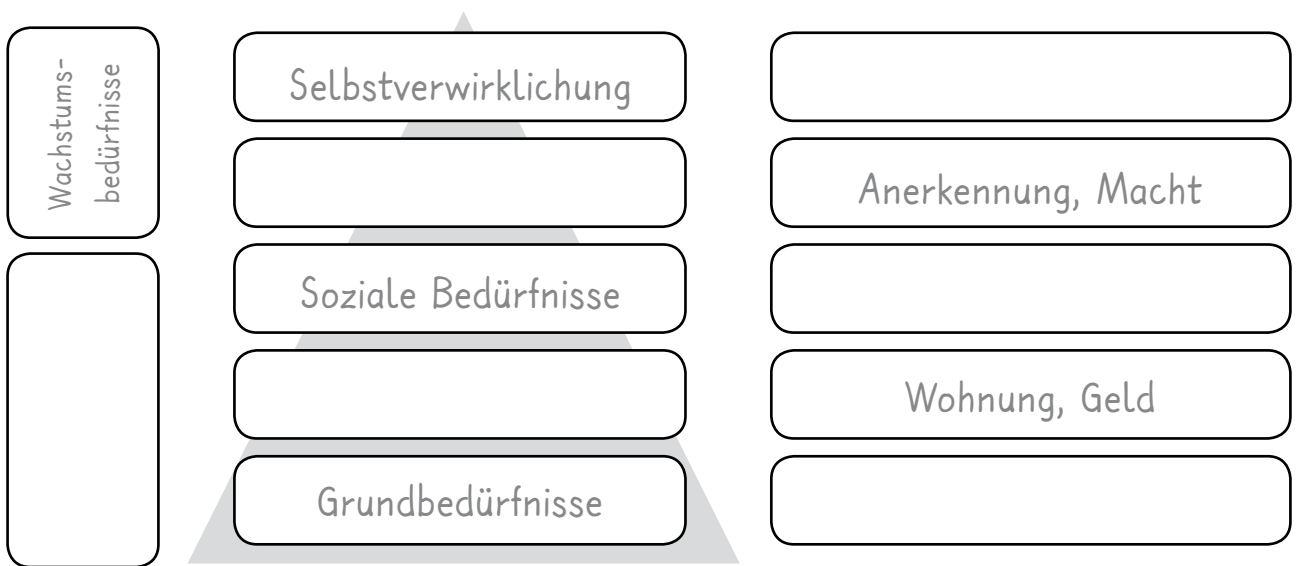 Wachstums-
bedürfnisse
Selbstverwirklichung
Anerkennung, Macht
Soziale Bedürfnisse
Wohnung, Geld
Grundbedürfnisse